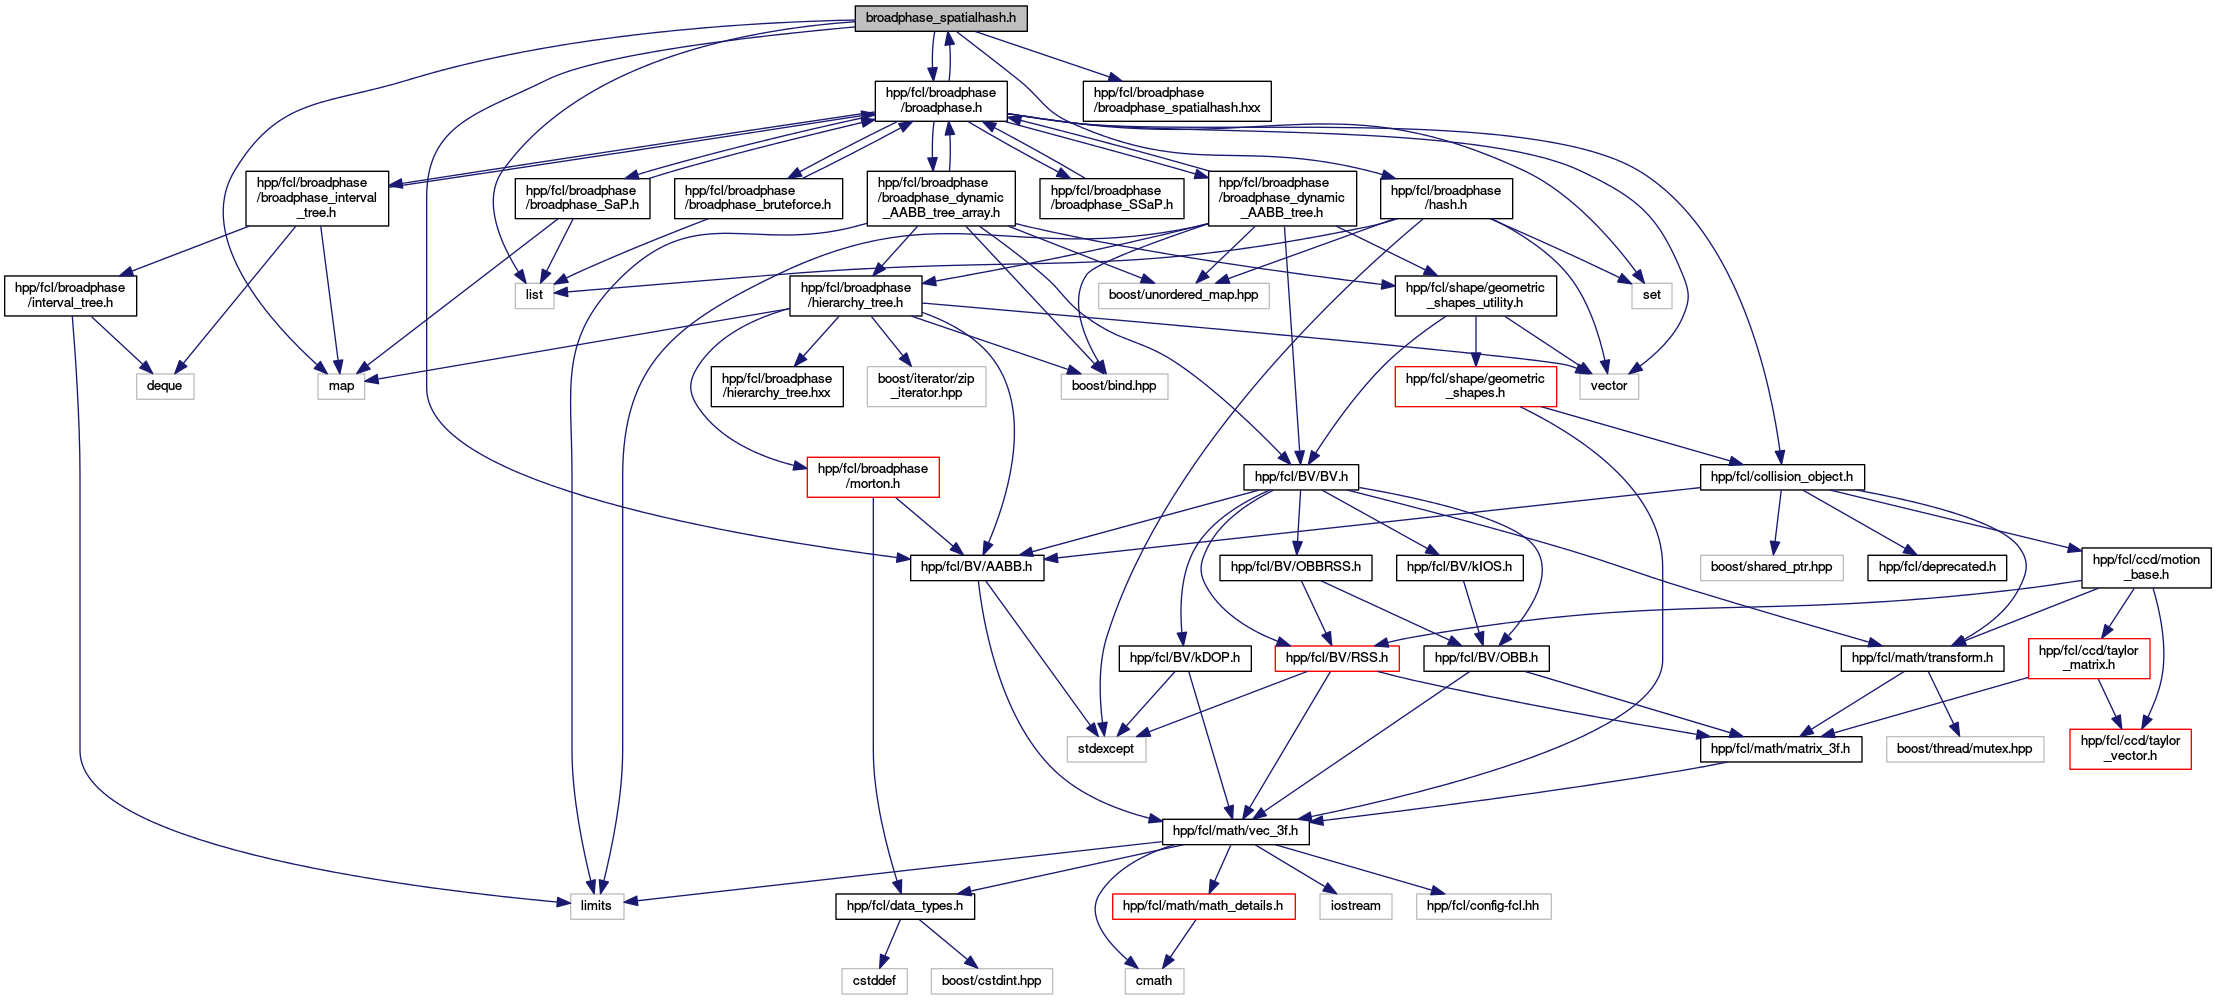 broadphase_spatialhash.h
hpp/fcl/broadphase
/broadphase.h
hpp/fcl/broadphase
/broadphase_spatialhash.hxx
hpp/fcl/broadphase
/broadphase_interval
_tree.h
hpp/fcl/broadphase
/broadphase_SaP.h
hpp/fcl/broadphase
/broadphase_bruteforce.h
hpp/fcl/broadphase
/broadphase_dynamic
_AABB_tree_array.h
hpp/fcl/broadphase
/broadphase_SSaP.h
hpp/fcl/broadphase
/broadphase_dynamic
_AABB_tree.h
hpp/fcl/broadphase
/hash.h
hpp/fcl/broadphase
/interval_tree.h
list
hpp/fcl/broadphase
/hierarchy_tree.h
boost/unordered_map.hpp
hpp/fcl/shape/geometric
_shapes_utility.h
set
deque
map
hpp/fcl/broadphase
/hierarchy_tree.hxx
boost/iterator/zip
_iterator.hpp
boost/bind.hpp
hpp/fcl/shape/geometric
_shapes.h
vector
hpp/fcl/broadphase
/morton.h
hpp/fcl/BV/BV.h
hpp/fcl/collision_object.h
hpp/fcl/BV/AABB.h
hpp/fcl/BV/OBBRSS.h
hpp/fcl/BV/kIOS.h
boost/shared_ptr.hpp
hpp/fcl/deprecated.h
hpp/fcl/ccd/motion
_base.h
hpp/fcl/BV/kDOP.h
hpp/fcl/BV/RSS.h
hpp/fcl/BV/OBB.h
hpp/fcl/math/transform.h
hpp/fcl/ccd/taylor
_matrix.h
stdexcept
hpp/fcl/math/matrix_3f.h
boost/thread/mutex.hpp
hpp/fcl/ccd/taylor
_vector.h
hpp/fcl/math/vec_3f.h
limits
hpp/fcl/data_types.h
hpp/fcl/math/math_details.h
iostream
hpp/fcl/config-fcl.hh
cstddef
boost/cstdint.hpp
cmath